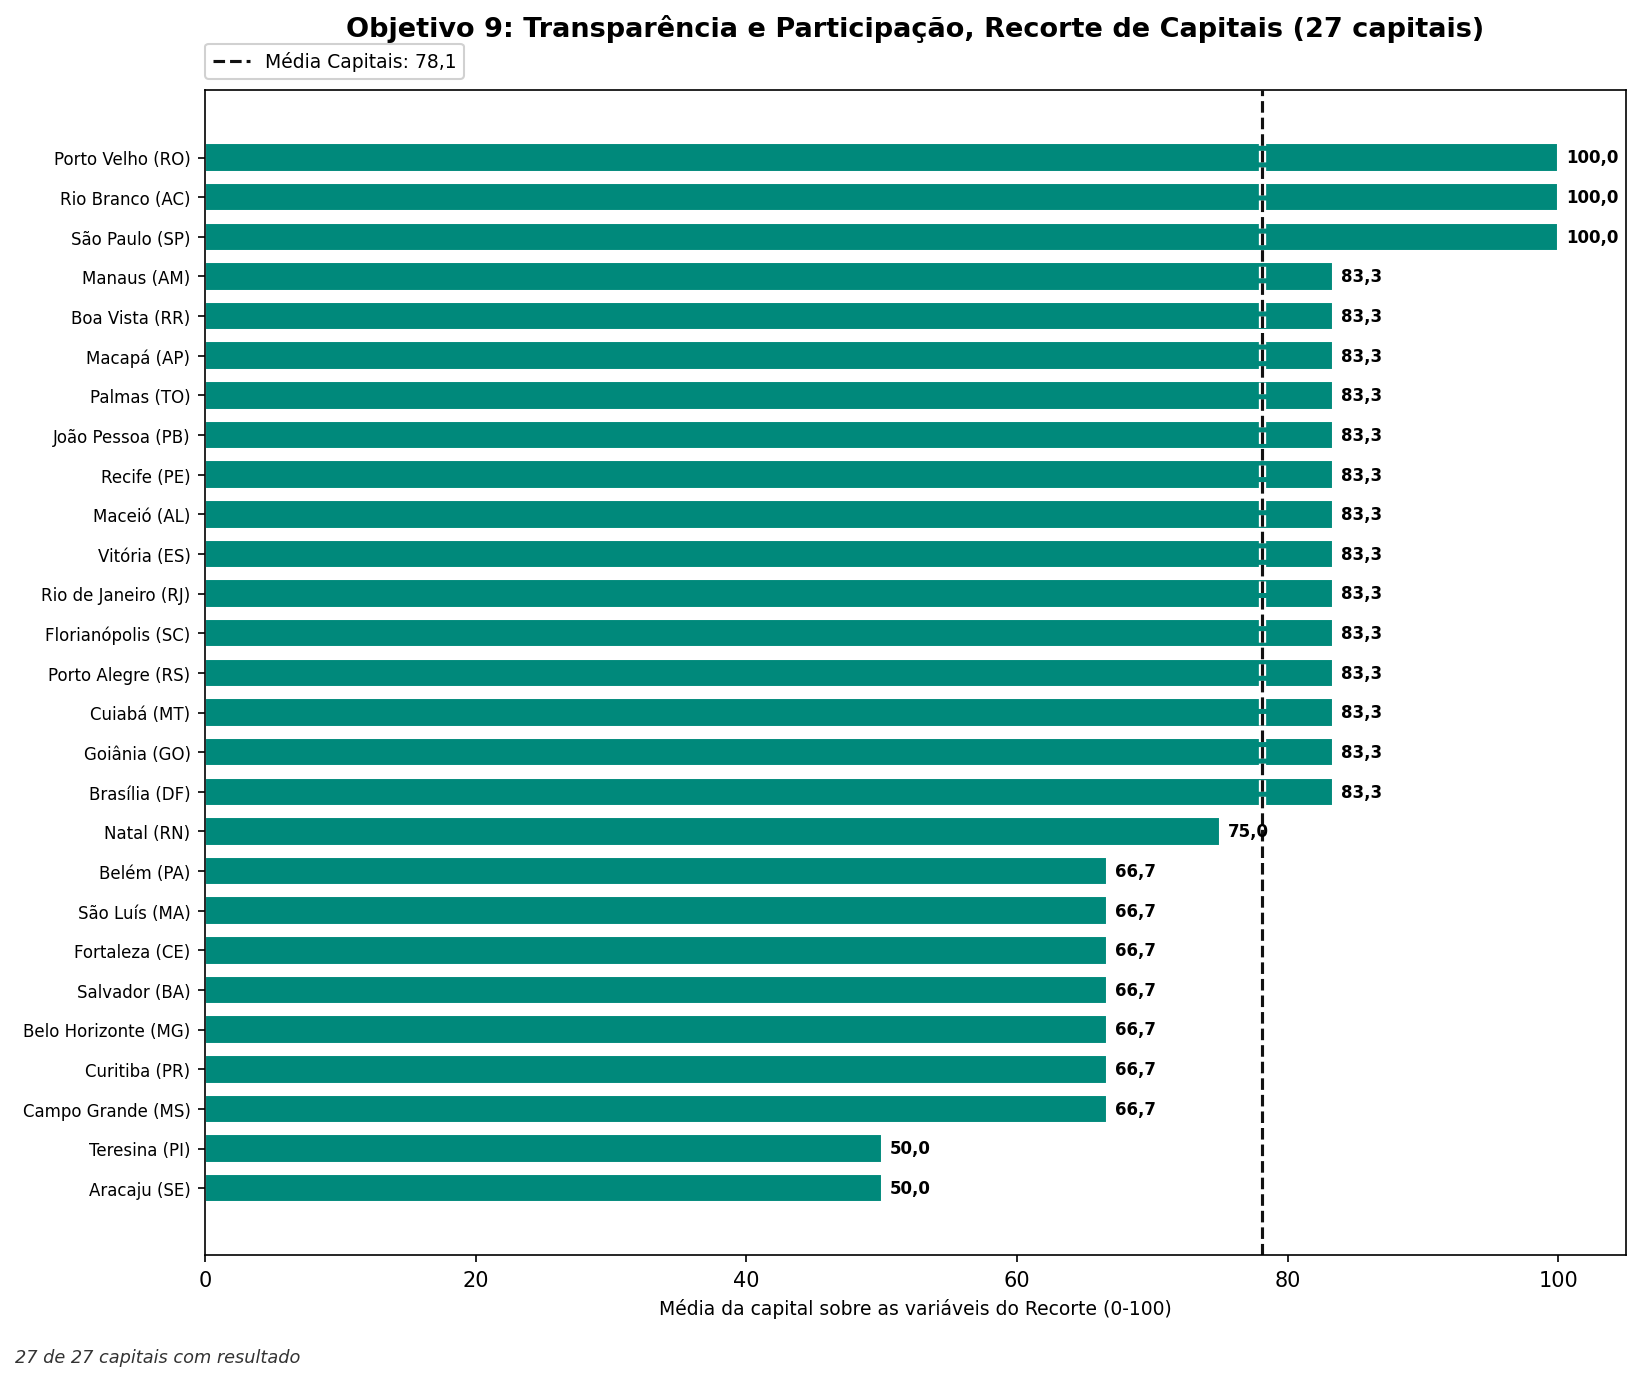 Objetivo 9: Transparência e Participação, Recorte de Capitais (27 capitais)
Média Capitais: 78,1
Porto Velho (RO) 100,0
Rio Branco (AC) 100,0
São Paulo (SP) 100,0
Manaus (AM) 83,3
Boa Vista (RR) 83,3
Macapá (AP) 83,3
Palmas (TO) 83,3
João Pessoa (PB) 83,3
Recife (PE) 83,3
Maceió (AL) 83,3
Vitória (ES) 83,3
Rio de Janeiro (RJ) 83,3
Florianópolis (SC) 83,3
Porto Alegre (RS) 83,3
Cuiabá (MT) 83,3
Goiânia (GO) 83,3
Brasília (DF) 83,3
Natal (RN) 75,0
Belém (PA) 66,7
São Luís (MA) 66,7
Fortaleza (CE) 66,7
Salvador (BA) 66,7
Belo Horizonte (MG) 66,7
Curitiba (PR) 66,7
Campo Grande (MS) 66,7
Teresina (PI) 50,0
Aracaju (SE) 50,0
0 20 40 60 80 100
Média da capital sobre as variáveis do Recorte (0-100)
27 de 27 capitais com resultado